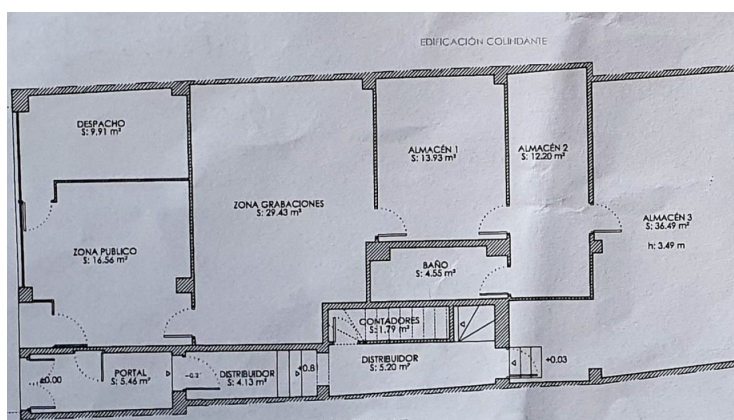 EDIFICACIÓN COLINDANTE
DESPACHO
S: 9.91 m²
ALMACÉN 1
S: 13.93 m²
ALMACÉN 2
S: 12.20 m²
ZONA GRABACIONES
S: 29.43 m²
ALMACÉN 3
S: 36.49 m²
h: 3.49 m
ZONA PUBLICO
S: 16.56 m²
BAÑO
S: 4.55 m²
CONTADORES
S: 1.79 m²
PORTAL
S: 5.46 m²
DISTRIBUIDOR
S: 4.13 m²
DISTRIBUIDOR
S: 5.20 m²
±0.00
+0.03